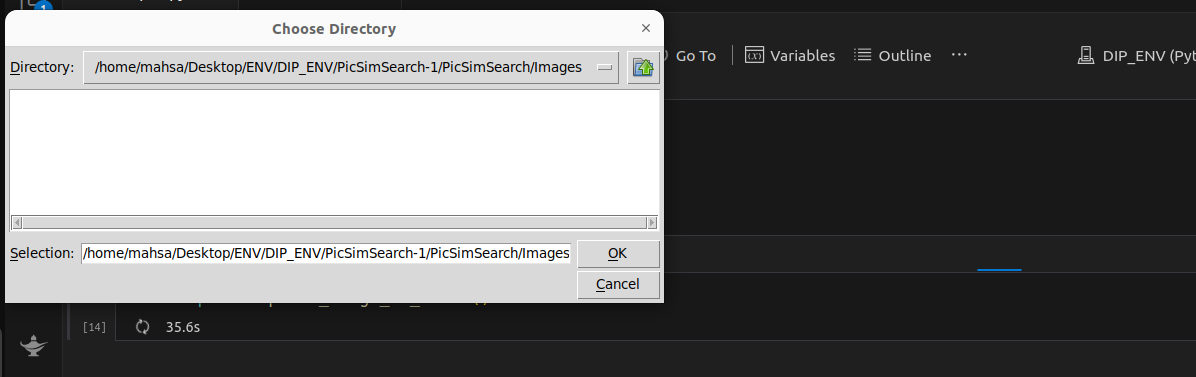 1
Choose Directory
Directory: /home/mahsa/Desktop/ENV/DIP_ENV/PicSimSearch-1/PicSimSearch/Images
Go To Variables Outline ... DIP_ENV (Pyt
Selection: /home/mahsa/Desktop/ENV/DIP_ENV/PicSimSearch-1/PicSimSearch/Images OK
Cancel
[14] 35.6s